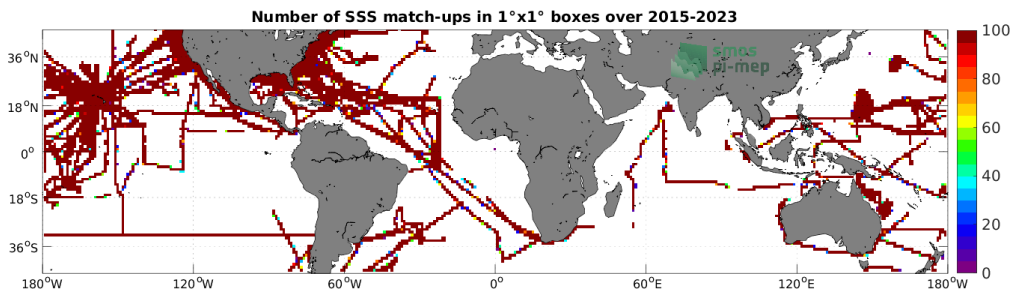 Number of SSS match-ups in 1°x1° boxes over 2015-2023
36°N
18°N
0°
18°S
36°S
180°W
120°W
60°W
0°
60°E
120°E
180°W
smos
pi-mep
100
80
60
40
20
0